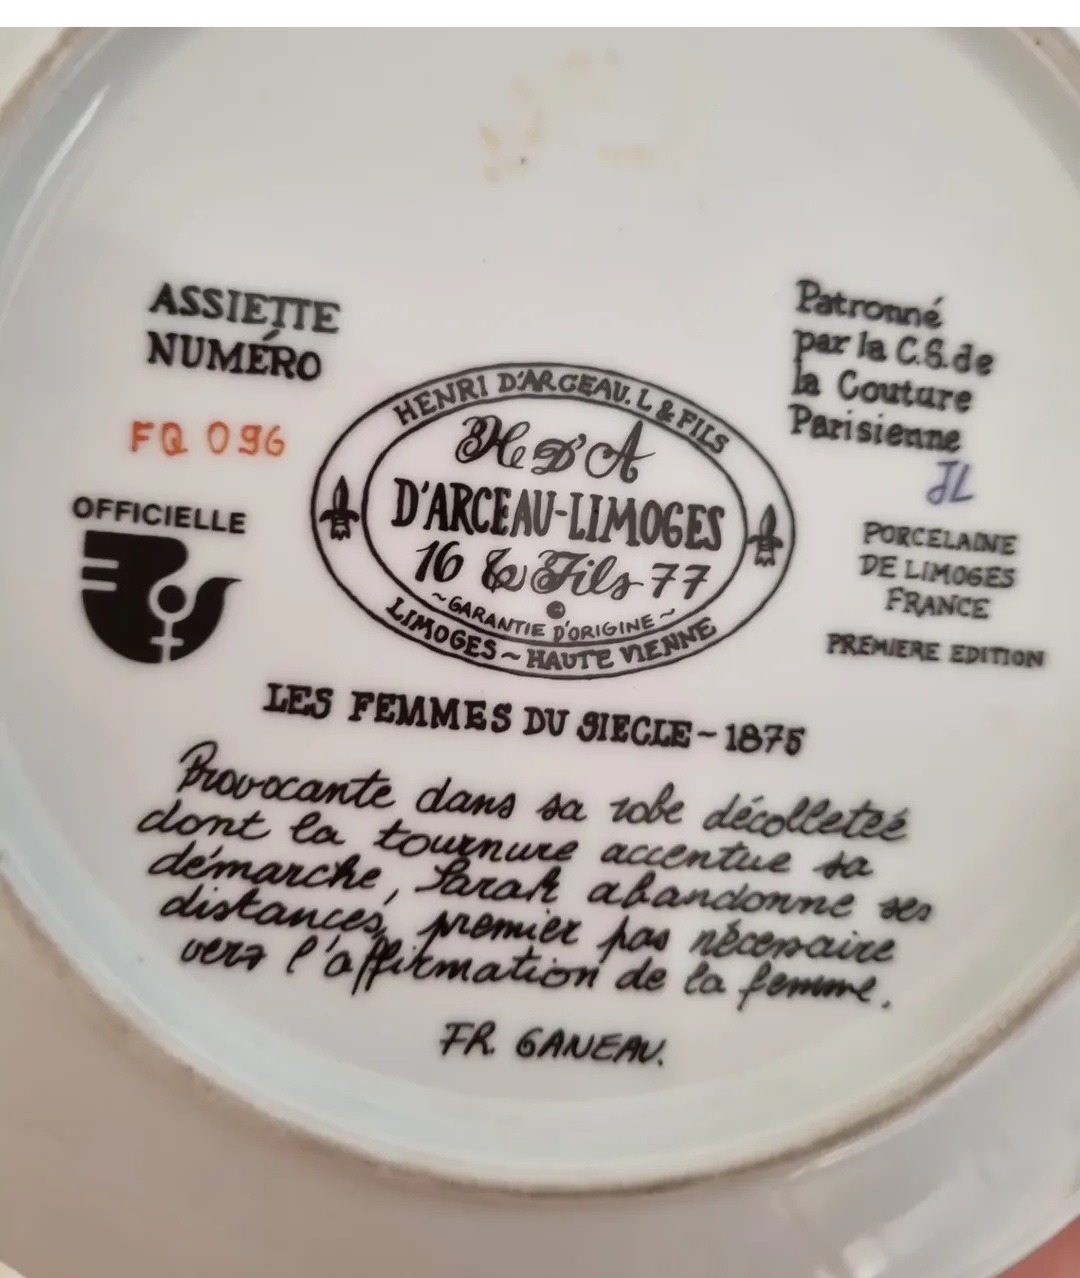 ASSIETTE
NUMÉRO
FQ 096
OFFICIELLE
HENRI D'ARCEAU. L & FILS
H D'A
D'ARCEAU-LIMOGES
16 & Fils 77
~GARANTIE D'ORIGINE~
LIMOGES ~ HAUTE VIENNE
Patronné
par la C.S. de
la Couture
Parisienne
JL
PORCELAINE
DE LIMOGES
FRANCE
PREMIERE EDITION
LES FEMMES DU SIECLE ~ 1875
Provocante dans sa robe décolleteé
dont la tournure accentue sa
démarche, Sarah abandonne ses
distances, premier pas nécessaire
vers l'affirmation de la femme.
FR. GANEAU.